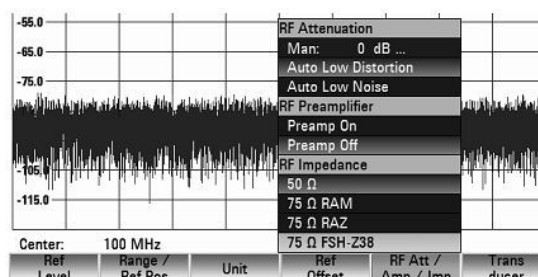 -55.0
-65.0
-75.0
-105.0
-115.0
RF Attenuation
Man: 0 dB ...
Auto Low Distortion
Auto Low Noise
RF Preamplifier
Preamp On
Preamp Off
RF Impedance
50 Ω
75 Ω RAM
75 Ω RAZ
75 Ω FSH-Z38
Center: 100 MHz
Ref Level
Range / Ref Pos
Unit
Ref Offset
RF Att / Amp / Imp
Trans ducer